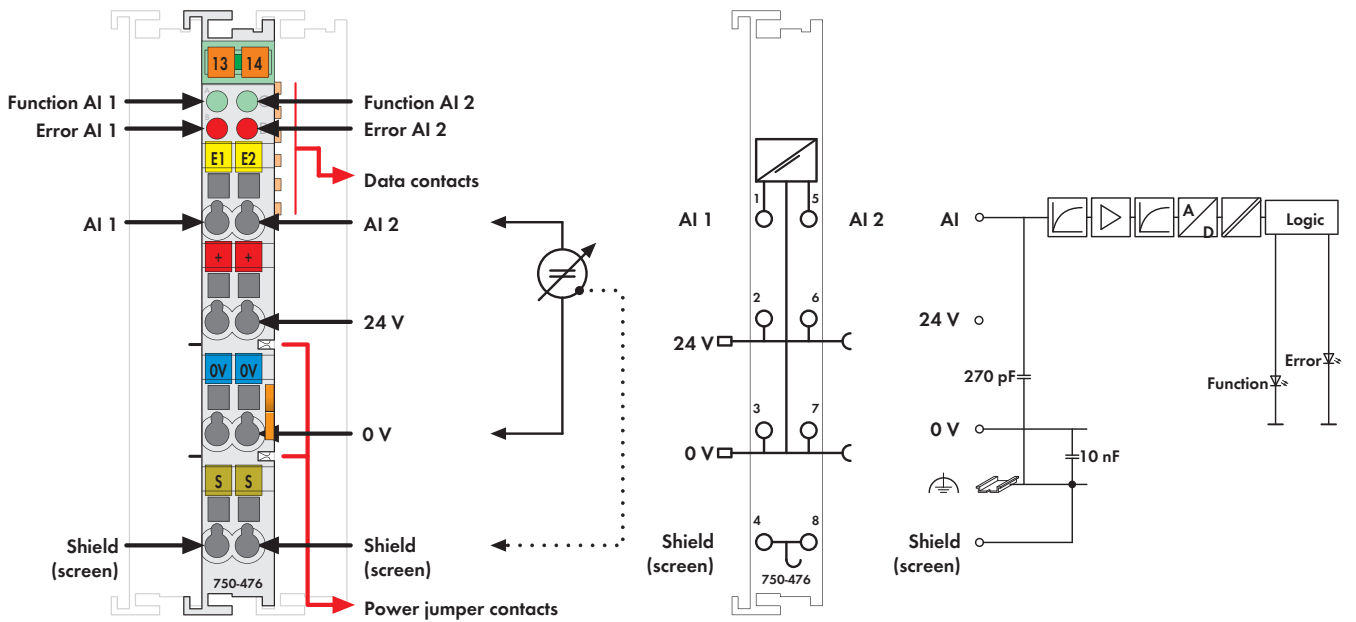 13 14
A C
Function AI 1
Function AI 2
B
Error AI 1
Error AI 2
E1 E2
Data contacts
AI 1
AI 2
+ +
24 V
0V 0V
0 V
S S
Shield
(screen)
Shield
(screen)
750-476
Power jumper contacts
1 5
AI 1
AI 2
2 6
24 V
3 7
0 V
4 8
Shield
(screen)
750-476
AI
A
D
Logic
24 V
270 pF
Function
Error
0 V
10 nF
Shield
(screen)